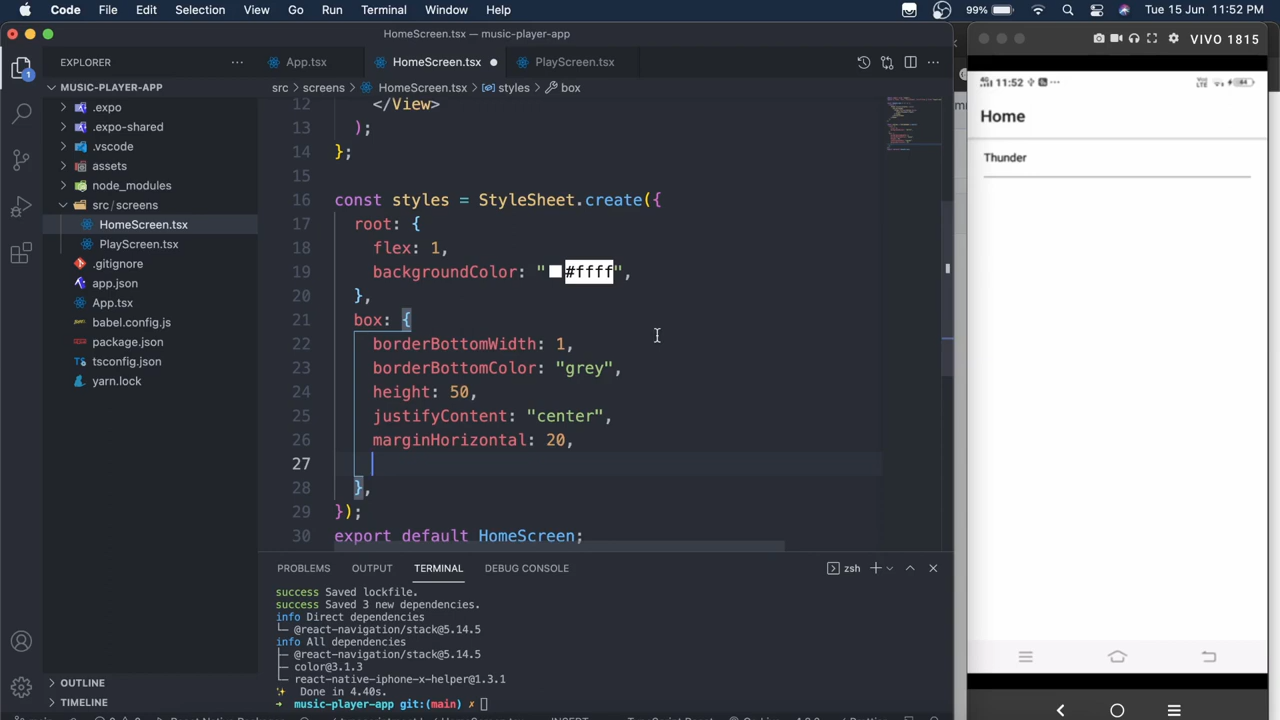 Code File Edit Selection View Go Run Terminal Window Help
99% Tue 15 Jun 11:52 PM
HomeScreen.tsx — music-player-app
EXPLORER
App.tsx HomeScreen.tsx PlayScreen.tsx
MUSIC-PLAYER-APP
.expo
.expo-shared
.vscode
assets
node_modules
src/screens
HomeScreen.tsx
PlayScreen.tsx
.gitignore
app.json
App.tsx
babel.config.js
package.json
tsconfig.json
yarn.lock
OUTLINE
TIMELINE
1
src > screens > HomeScreen.tsx > styles > box
12 </View>
13 );
14 };
15
16 const styles = StyleSheet.create({
17 root: {
18 flex: 1,
19 backgroundColor: "#ffff",
20 },
21 box: {
22 borderBottomWidth: 1,
23 borderBottomColor: "grey",
24 height: 50,
25 justifyContent: "center",
26 marginHorizontal: 20,
27
28 },
29 });
30 export default HomeScreen;
PROBLEMS OUTPUT TERMINAL DEBUG CONSOLE
zsh
success Saved lockfile.
success Saved 3 new dependencies.
info Direct dependencies
└─ @react-navigation/stack@5.14.5
info All dependencies
├─ @react-navigation/stack@5.14.5
├─ color@3.1.3
└─ react-native-iphone-x-helper@1.3.1
✨ Done in 4.40s.
➜ music-player-app git:(main) ✗
VIVO 1815
11:52
Home
Thunder